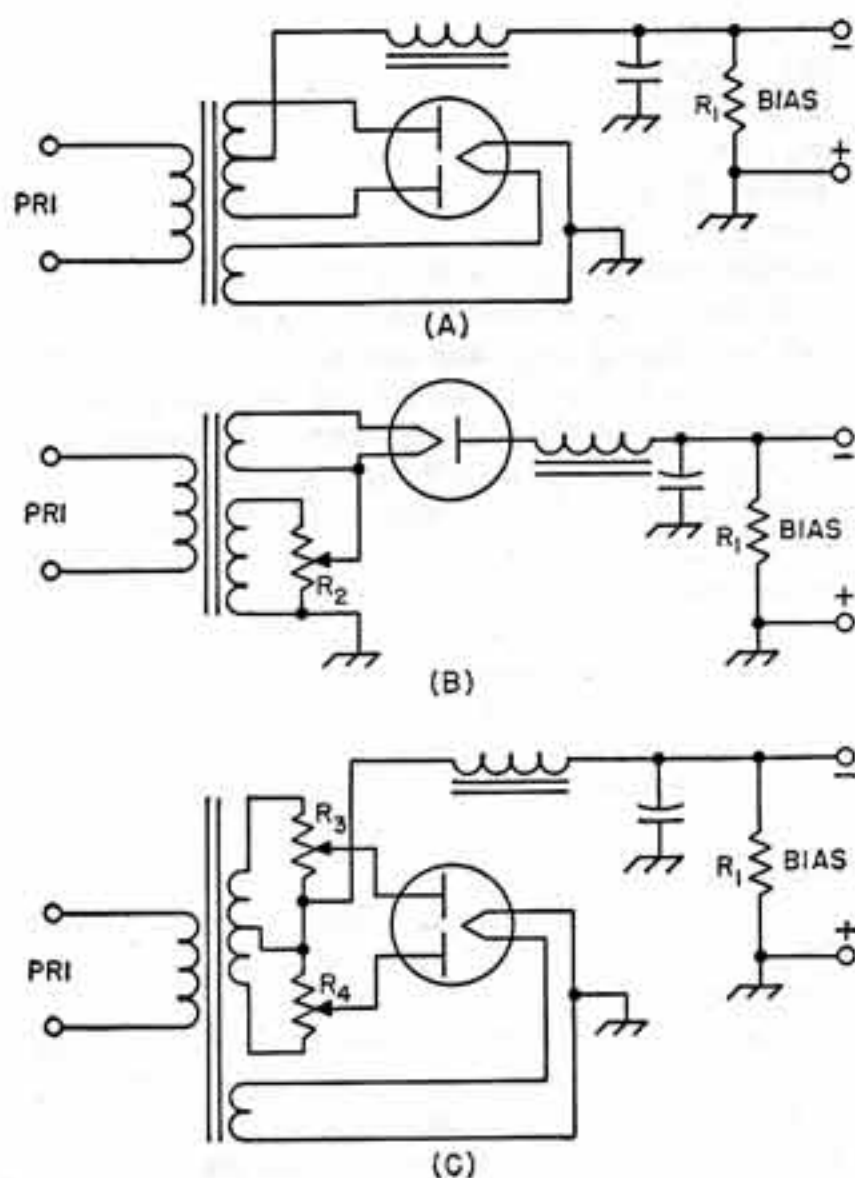 −
R1 BIAS
+
PRI
(A)
−
PRI
R2
R1 BIAS
+
(B)
−
R3
R1 BIAS
+
PRI
R4
(C)